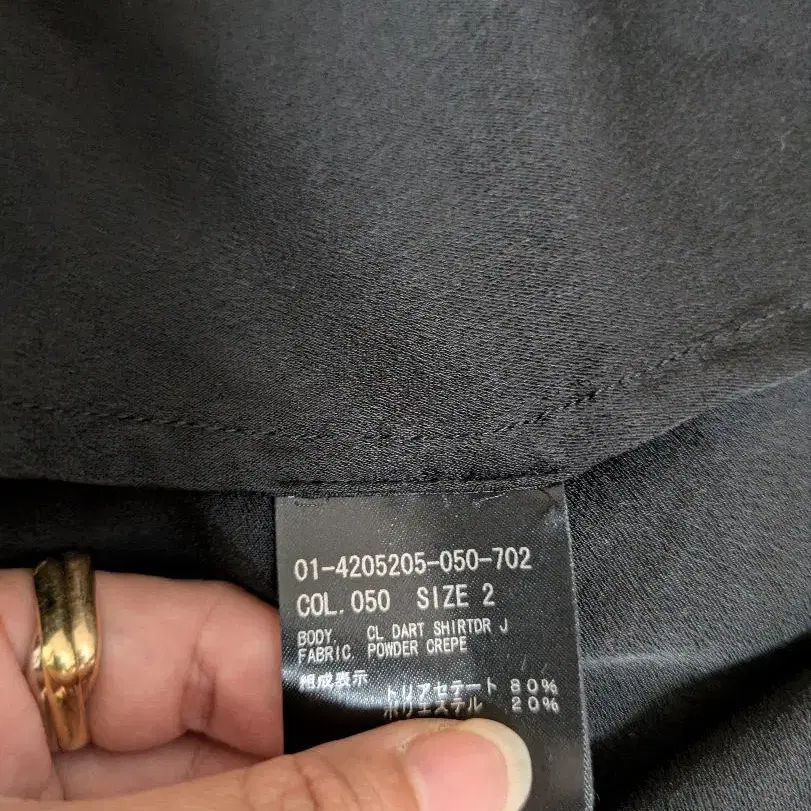 01-4205205-050-702
COL.050 SIZE 2
BODY. CL DART SHIRTDR J
FABRIC. POWDER CREPE
組成表示
トリアセテート 80%
ポリエステル 20%